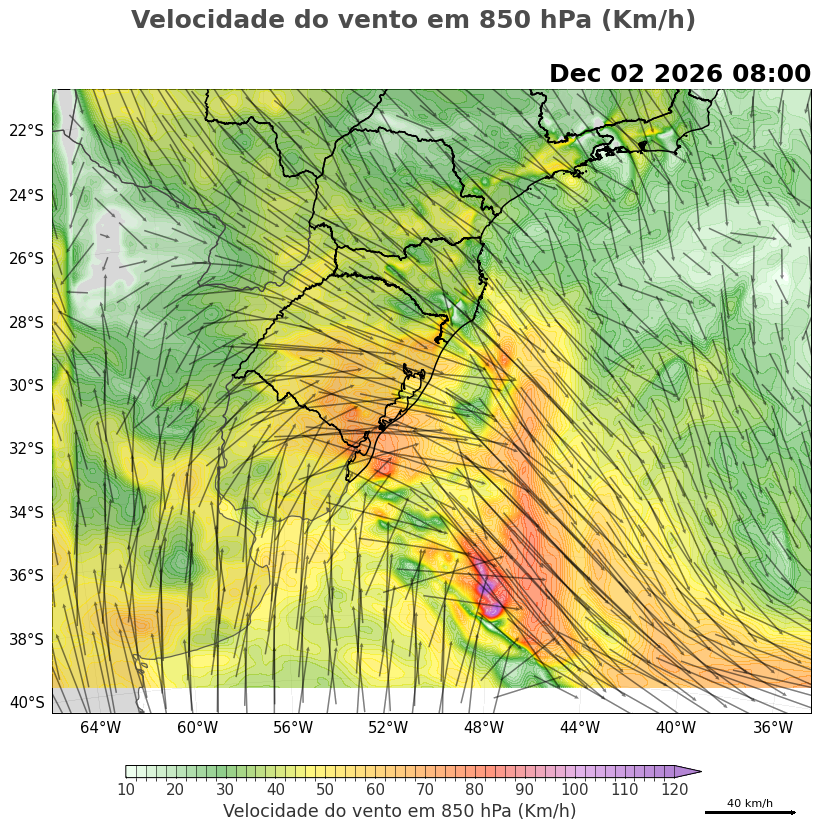 Velocidade do vento em 850 hPa (Km/h)
Dec 02 2026 08:00
22°S
24°S
26°S
28°S
30°S
32°S
34°S
36°S
38°S
40°S
64°W 60°W 56°W 52°W 48°W 44°W 40°W 36°W
10 20 30 40 50 60 70 80 90 100 110 120
Velocidade do vento em 850 hPa (Km/h)
40 km/h